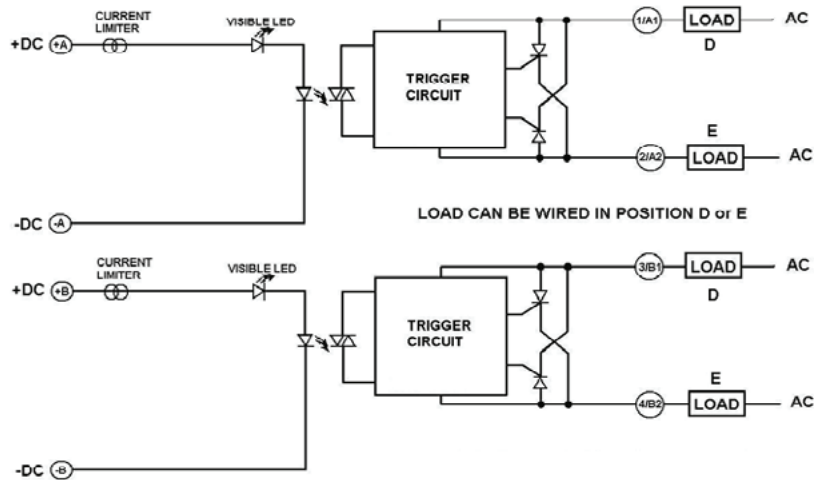 CURRENT
LIMITER
VISIBLE LED
+DC
+A
1/A1
LOAD
AC
D
TRIGGER
CIRCUIT
E
2/A2
LOAD
AC
-DC
-A
LOAD CAN BE WIRED IN POSITION D or E
CURRENT
LIMITER
VISIBLE LED
+DC
+B
3/B1
LOAD
AC
D
TRIGGER
CIRCUIT
E
4/B2
LOAD
AC
-DC
-B